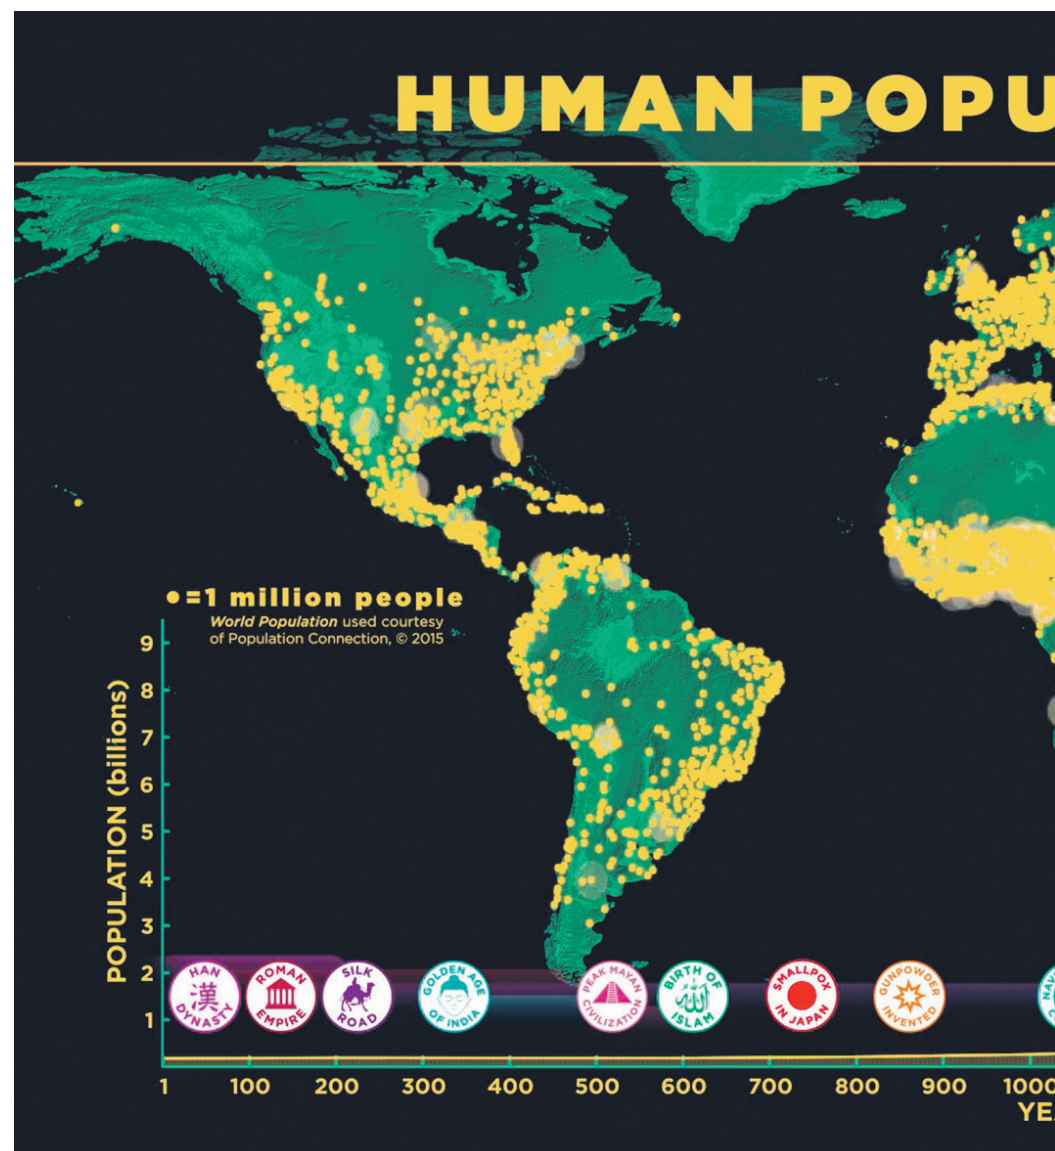 HUMAN POPU
=1 million people
World Population used courtesy
of Population Connection, © 2015
POPULATION (billions)
9
8
7
6
5
4
3
2
1
HAN
漢
DYNASTY
ROMAN
EMPIRE
SILK
ROAD
GOLDEN AGE
OF INDIA
PEAK MAYAN
CIVILIZATION
BIRTH OF
الله
ISLAM
SMALLPOX
IN JAPAN
GUNPOWDER
INVENTED
NAV
1 100 200 300 400 500 600 700 800 900 1000
YEA